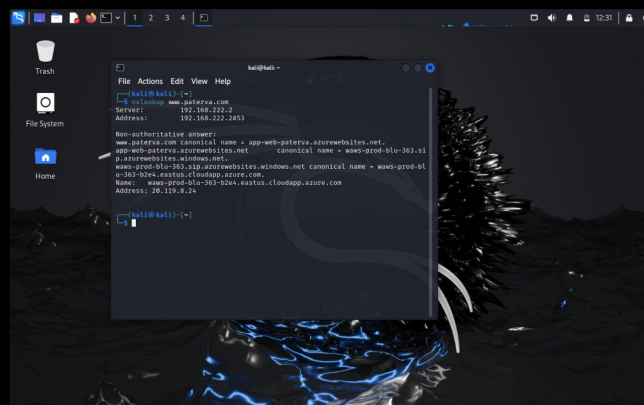 1 2 3 4
12:31
Trash
File System
Home
kali@kali: ~
File Actions Edit View Help
(kali㉿kali)-[~]
$ nslookup www.paterva.com
Server: 192.168.222.2
Address: 192.168.222.2#53
Non-authoritative answer:
www.paterva.com canonical name = app-web-paterva.azurewebsites.net.
app-web-paterva.azurewebsites.net canonical name = waws-prod-blu-363.si
p.azurewebsites.windows.net.
waws-prod-blu-363.sip.azurewebsites.windows.net canonical name = waws-prod-bl
u-363-b2e4.eastus.cloudapp.azure.com.
Name: waws-prod-blu-363-b2e4.eastus.cloudapp.azure.com
Address: 20.119.8.24
(kali㉿kali)-[~]
$